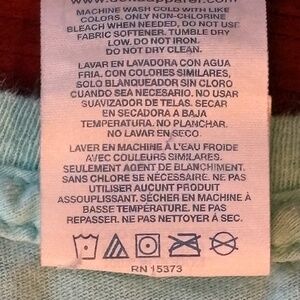 MACHINE WASH COLD WITH LIKE
COLORS. ONLY NON-CHLORINE
BLEACH WHEN NEEDED, DO NOT USE
FABRIC SOFTENER. TUMBLE DRY
LOW. DO NOT IRON.
DO NOT DRY CLEAN.
LAVAR EN LAVADORA CON AGUA
FRIA. CON COLORES SIMILARES,
SOLO BLANQUEADOR SIN CLORO
CUANDO SEA NECESARIO. NO USAR
SUAVIZADOR DE TELAS. SECAR
EN SECADORA A BAJA
TEMPERATURA. NO PLANCHAR.
NO LAVAR EN SECO.
LAVER EN MACHINE À L'EAU FROIDE
AVEC COULEURS SIMILAIRES.
SEULEMENT AGENT DE BLANCHIMENT
SANS CHLORE SI NÉCESSAIRE. NE PAS
UTILISER AUCUNT PRODUIT
ASSOUPLISSANT. SÉCHER EN MACHINE À
BASSE TEMPÉRATURE. NE PAS
REPASSER. NE PAS NETTOYER À SEC.
RN 15373